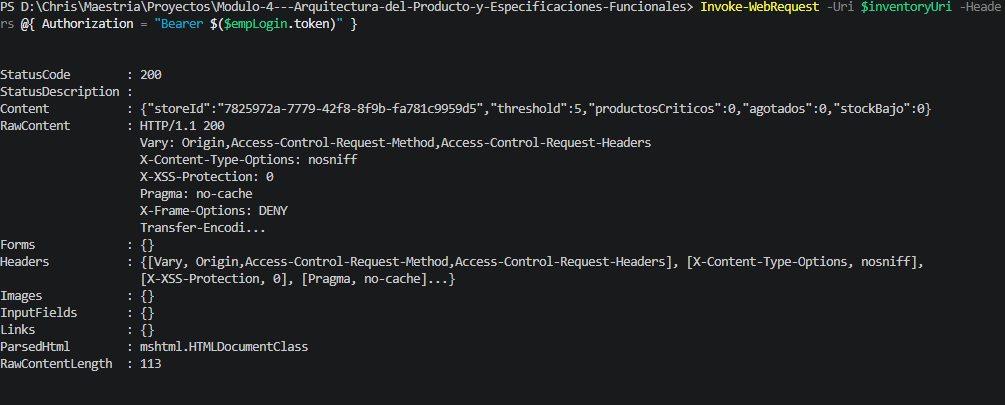 PS D:\Chris\Maestria\Proyectos\Modulo-4---Arquitectura-del-Producto-y-Especificaciones-Funcionales> Invoke-WebRequest -Uri $inventoryUri -Heade
rs @{ Authorization = "Bearer $($empLogin.token)" }
StatusCode        : 200
StatusDescription :
Content           : {"storeId":"7825972a-7779-42f8-8f9b-fa781c9959d5","threshold":5,"productosCriticos":0,"agotados":0,"stockBajo":0}
RawContent        : HTTP/1.1 200
                    Vary: Origin,Access-Control-Request-Method,Access-Control-Request-Headers
                    X-Content-Type-Options: nosniff
                    X-XSS-Protection: 0
                    Pragma: no-cache
                    X-Frame-Options: DENY
                    Transfer-Encodi...
Forms             : {}
Headers           : {[Vary, Origin,Access-Control-Request-Method,Access-Control-Request-Headers], [X-Content-Type-Options, nosniff],
                    [X-XSS-Protection, 0], [Pragma, no-cache]...}
Images            : {}
InputFields       : {}
Links             : {}
ParsedHtml        : mshtml.HTMLDocumentClass
RawContentLength  : 113